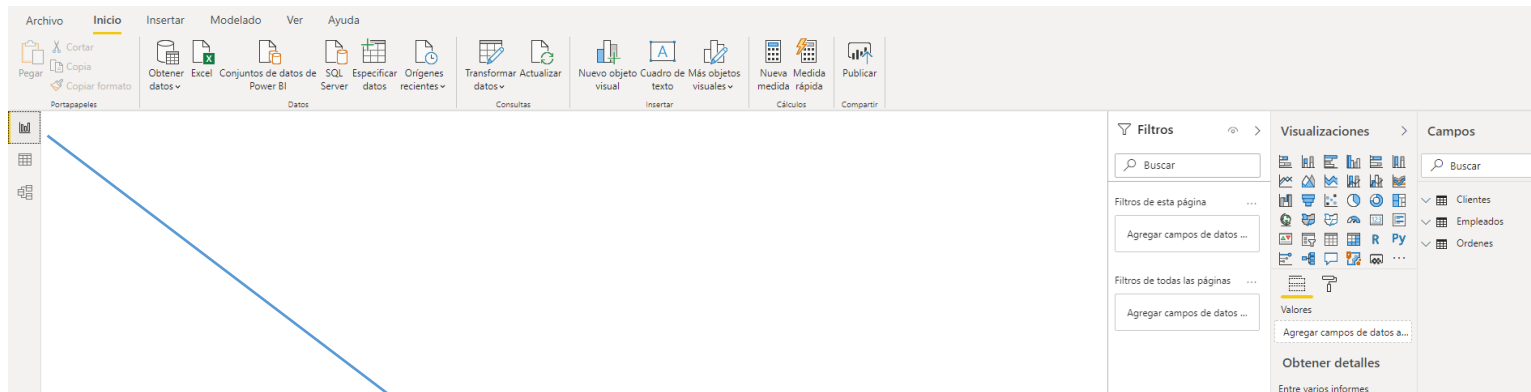 Archivo Inicio Insertar Modelado Ver Ayuda
Pegar
Cortar
Copia
Copiar formato
Portapapeles
Obtener
datos
Excel
Conjuntos de datos de
Power BI
SQL
Server
Especificar
datos
Orígenes
recientes
Datos
Transformar
datos
Actualizar
Consultas
Nuevo objeto
visual
Cuadro de
texto
Más objetos
visuales
Insertar
Nueva
medida
Medida
rápida
Cálculos
Publicar
Compartir
Filtros
Buscar
Filtros de esta página ...
Agregar campos de datos ...
Filtros de todas las páginas ...
Agregar campos de datos ...
Visualizaciones
R Py
Valores
Agregar campos de datos a...
Obtener detalles
Entre varios informes
Campos
Buscar
Clientes
Empleados
Ordenes